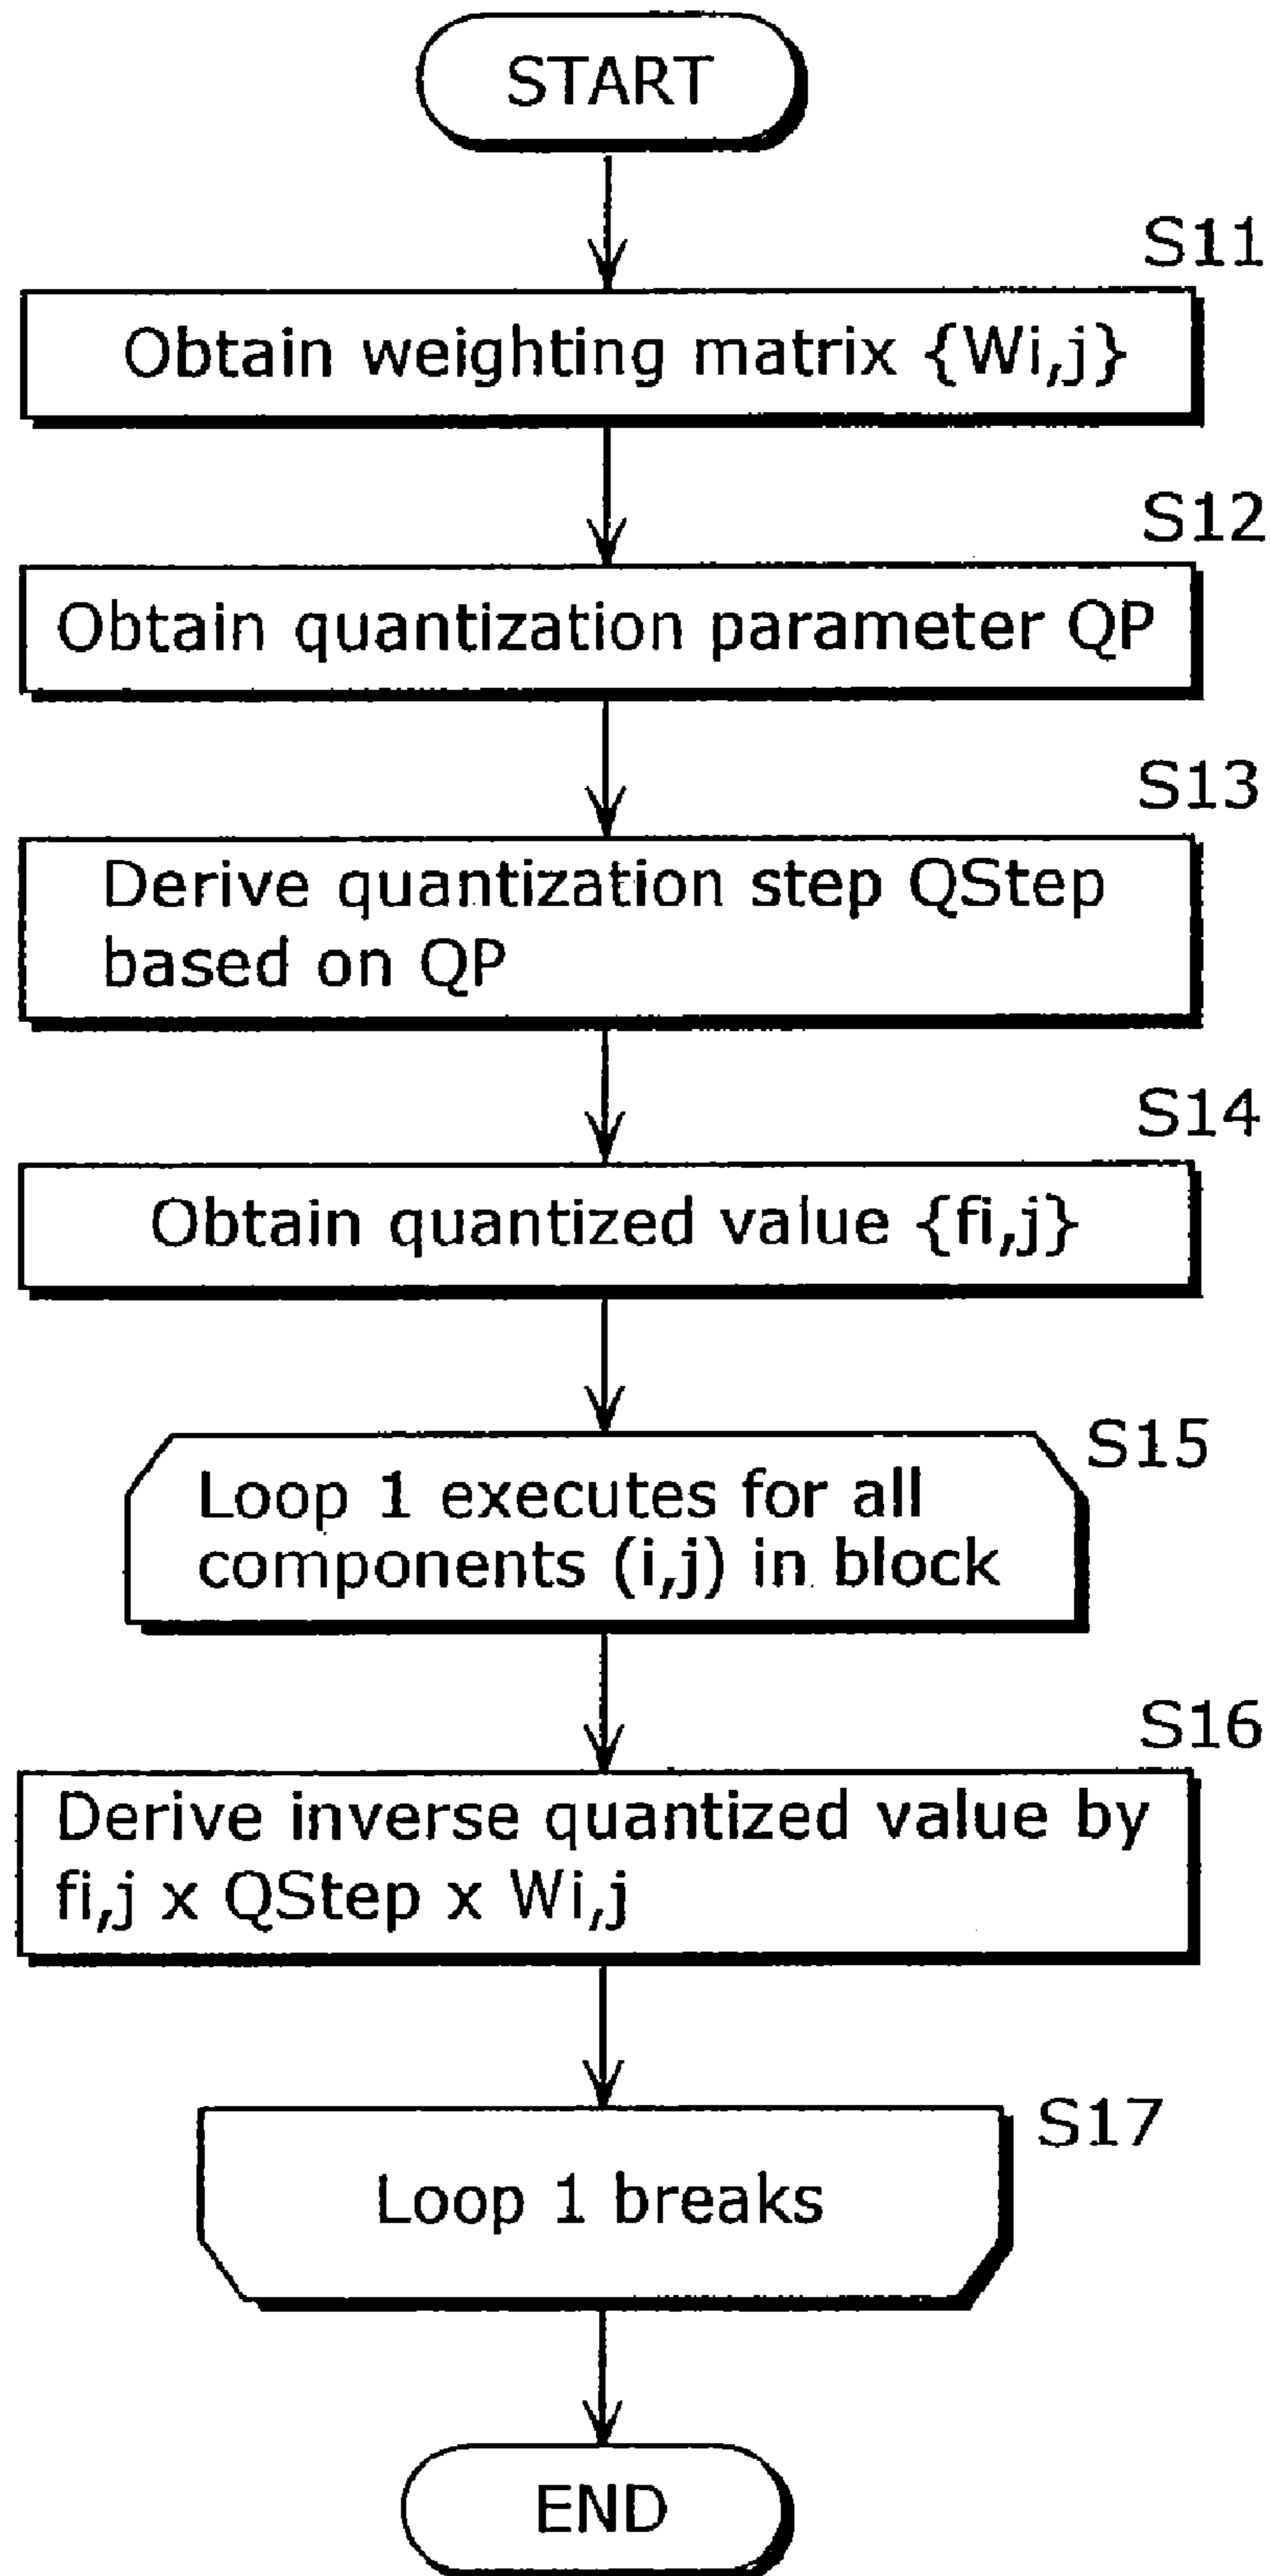 START
S11
Obtain weighting matrix {Wi,j}
S12
Obtain quantization parameter QP
S13
Derive quantization step QStep
based on QP
S14
Obtain quantized value {fi,j}
S15
Loop 1 executes for all
components (i,j) in block
S16
Derive inverse quantized value by
fi,j x QStep x Wi,j
S17
Loop 1 breaks
END